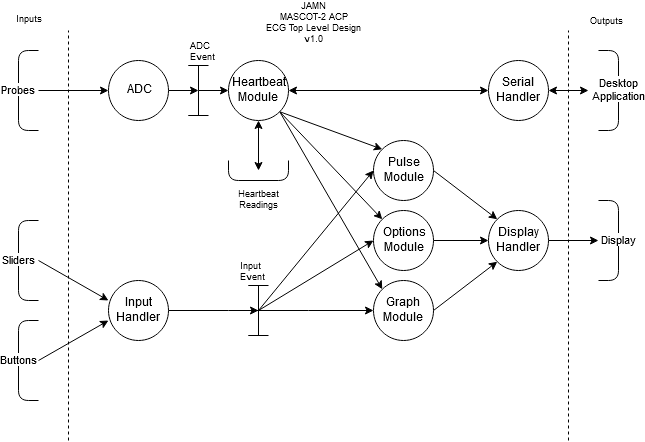 JAMN
MASCOT-2 ACP
ECG Top Level Design
v1.0
Inputs
Outputs
ADC
Event
Probes
ADC
Heartbeat
Module
Serial
Handler
Desktop
Application
Pulse
Module
Heartbeat
Readings
Options
Module
Display
Handler
Display
Sliders
Input
Event
Input
Handler
Graph
Module
Buttons